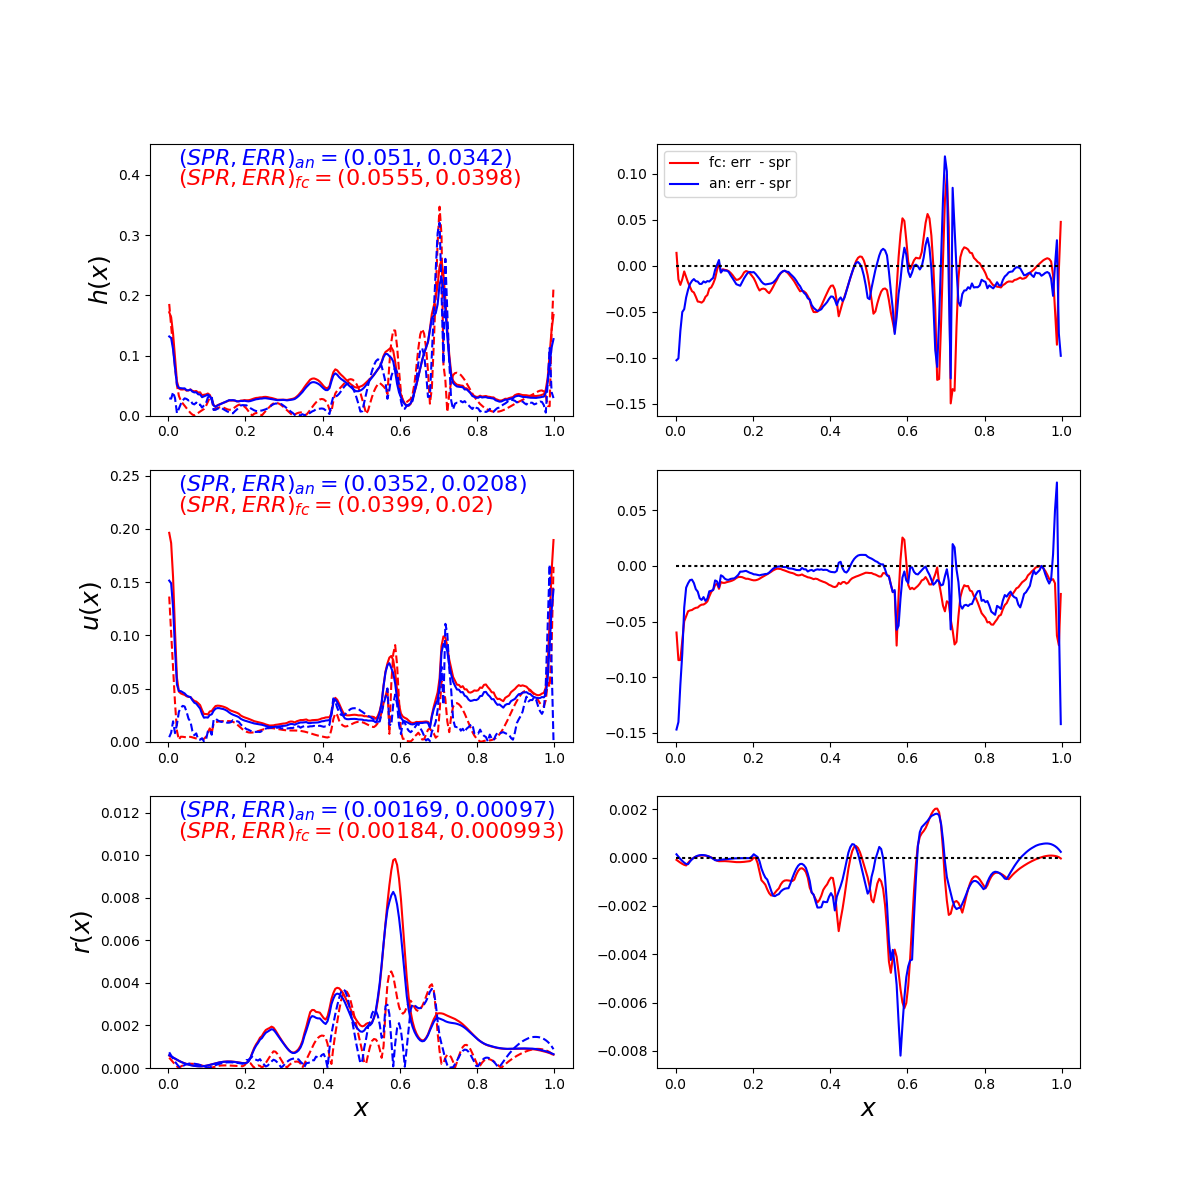 (SPR, ERR)an = (0.051, 0.0342)
(SPR, ERR)fc = (0.0555, 0.0398)
h(x)
0.4
0.3
0.2
0.1
0.0
0.0 0.2 0.4 0.6 0.8 1.0
fc: err - spr
an: err - spr
0.10
0.05
0.00
−0.05
−0.10
−0.15
0.0 0.2 0.4 0.6 0.8 1.0
(SPR, ERR)an = (0.0352, 0.0208)
(SPR, ERR)fc = (0.0399, 0.02)
u(x)
0.25
0.20
0.15
0.10
0.05
0.00
0.0 0.2 0.4 0.6 0.8 1.0
0.05
0.00
−0.05
−0.10
−0.15
0.0 0.2 0.4 0.6 0.8 1.0
(SPR, ERR)an = (0.00169, 0.00097)
(SPR, ERR)fc = (0.00184, 0.000993)
r(x)
0.012
0.010
0.008
0.006
0.004
0.002
0.000
0.0 0.2 0.4 0.6 0.8 1.0
x
0.002
0.000
−0.002
−0.004
−0.006
−0.008
0.0 0.2 0.4 0.6 0.8 1.0
x